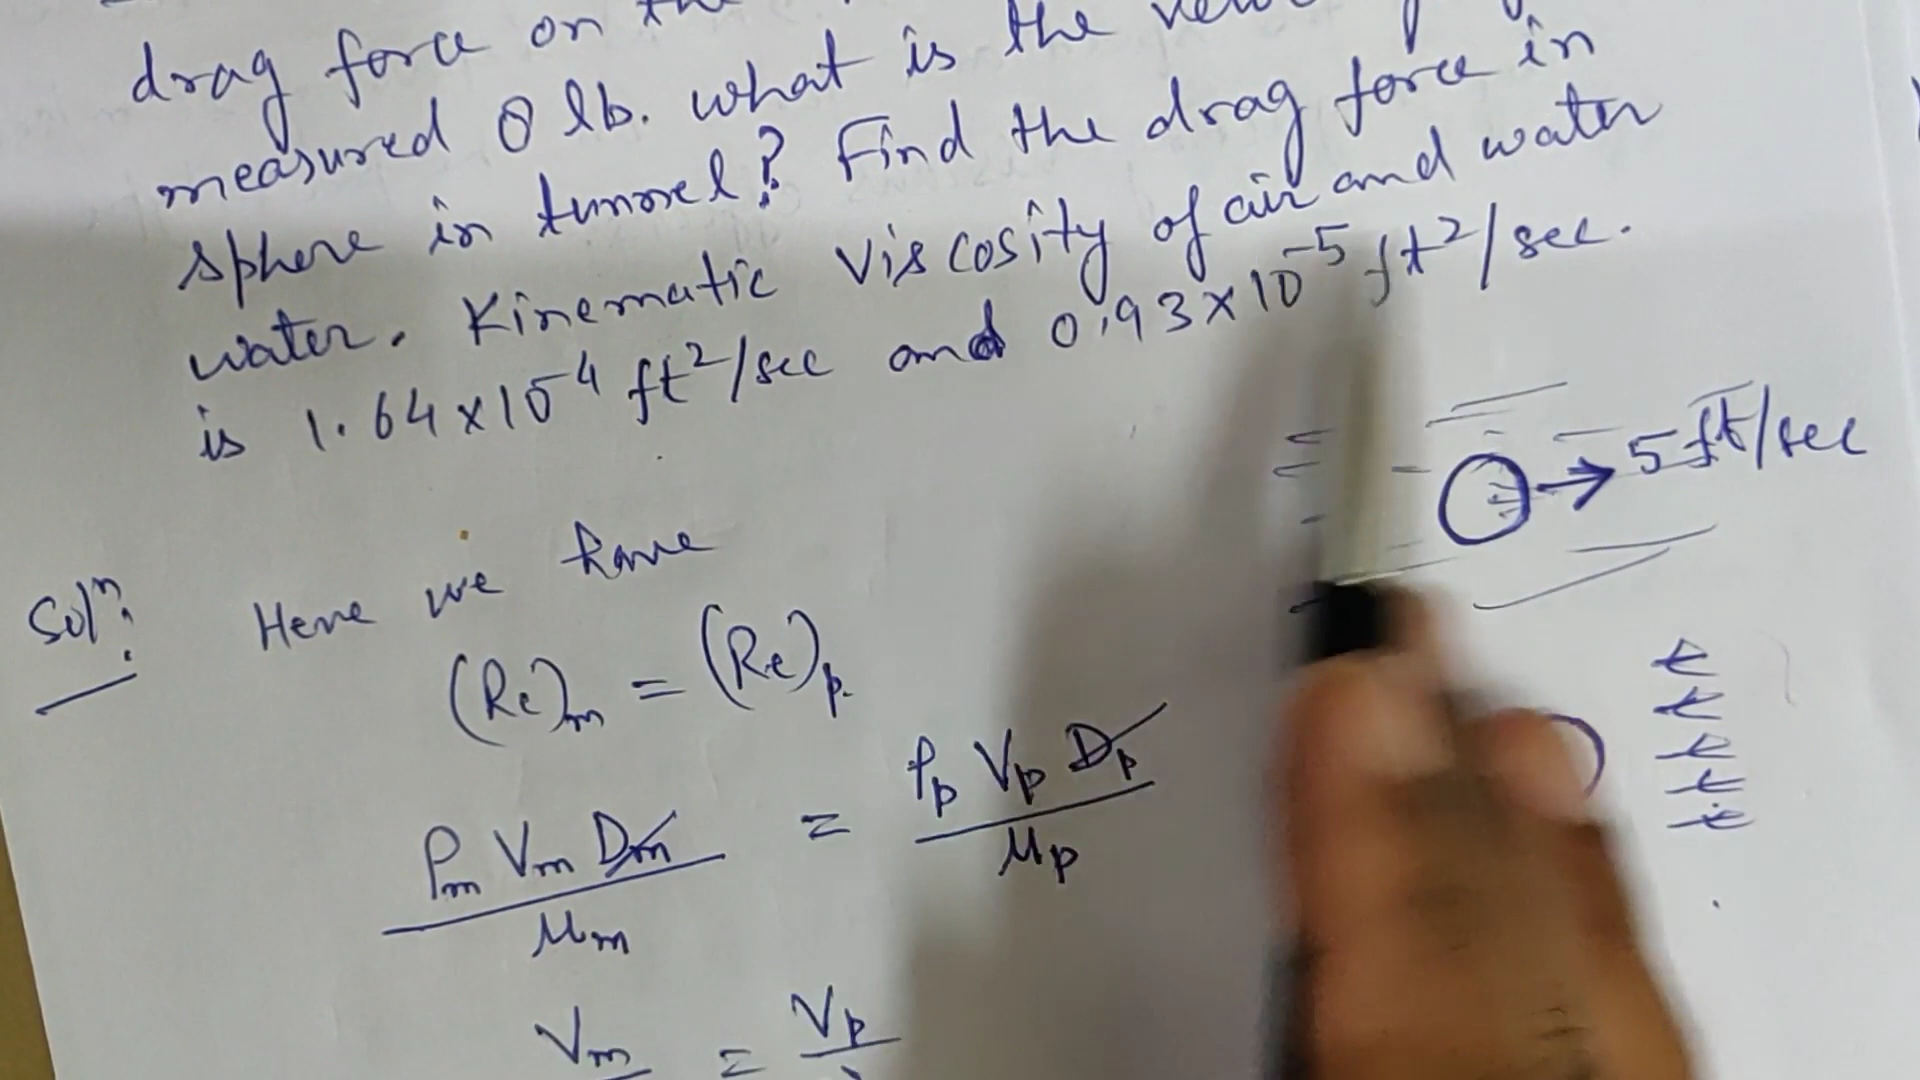 drag force on the
measured 8 lb. what is the
sphere in tunnel? Find the drag force in
water. Kinematic Viscosity of air and water
is 1.64×10⁻⁴ ft²/sec and 0.93×10⁻⁵ ft²/sec.
5 ft/sec
Solⁿ: Here we have
(Re)m = (Re)p.
ρm Vm Dm / μm = ρp Vp Dp / μp
Vm = Vp